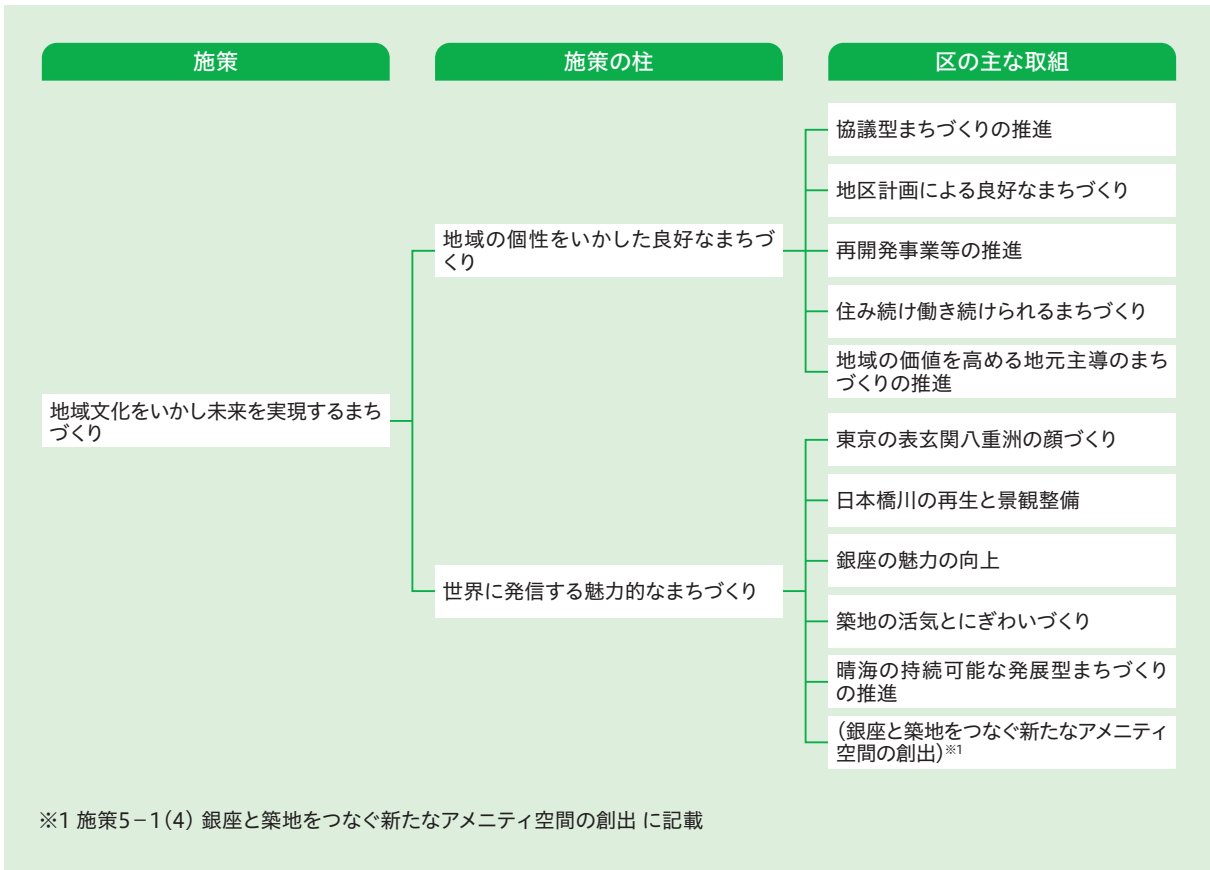 施策
施策の柱
区の主な取組
地域文化をいかし未来を実現するまち
づくり
地域の個性をいかした良好なまちづ
くり
協議型まちづくりの推進
地区計画による良好なまちづくり
再開発事業等の推進
住み続け働き続けられるまちづくり
地域の価値を高める地元主導のまち
づくりの推進
世界に発信する魅力的なまちづくり
東京の表玄関八重洲の顔づくり
日本橋川の再生と景観整備
銀座の魅力の向上
築地の活気とにぎわいづくり
晴海の持続可能な発展型まちづくり
の推進
(銀座と築地をつなぐ新たなアメニティ
空間の創出)※1
※1 施策5−1(4) 銀座と築地をつなぐ新たなアメニティ空間の創出 に記載